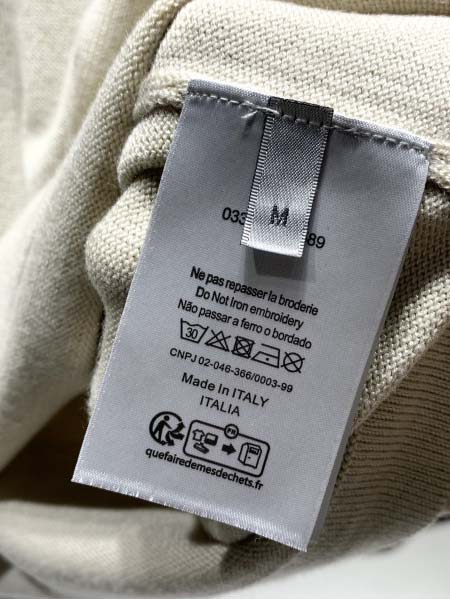 M
033 89
Ne pas repasser la broderie
Do Not Iron embroidery
Não passar a ferro o bordado
30
CNPJ 02-046-366/0003-99
Made in ITALY
ITALIA
FR
quefairedemesdechets.fr